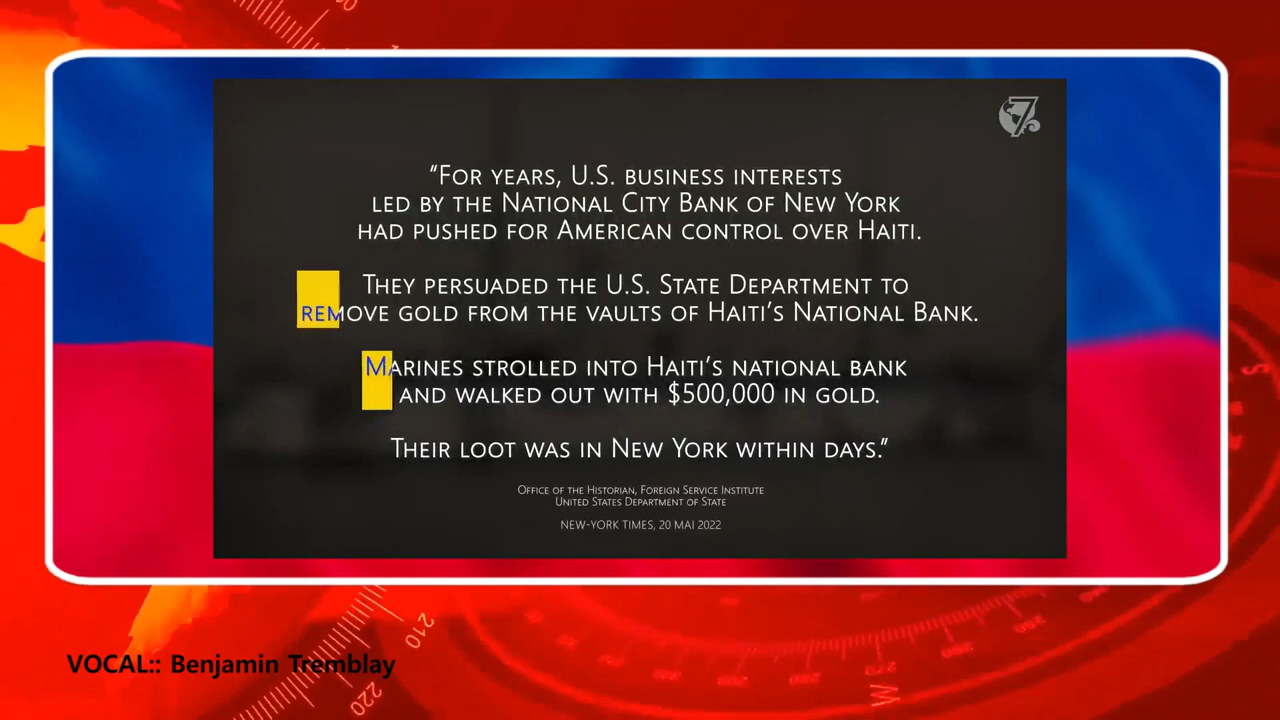 7
“For years, U.S. business interests
led by the National City Bank of New York
had pushed for American control over Haiti.
They persuaded the U.S. State Department to
remove gold from the vaults of Haiti’s National Bank.
Marines strolled into Haiti’s national bank
and walked out with $500,000 in gold.
Their loot was in New York within days.”
Office of the Historian, Foreign Service Institute
United States Department of State
NEW-YORK TIMES, 20 MAI 2022
VOCAL:: Benjamin Tremblay
210
220
W
S